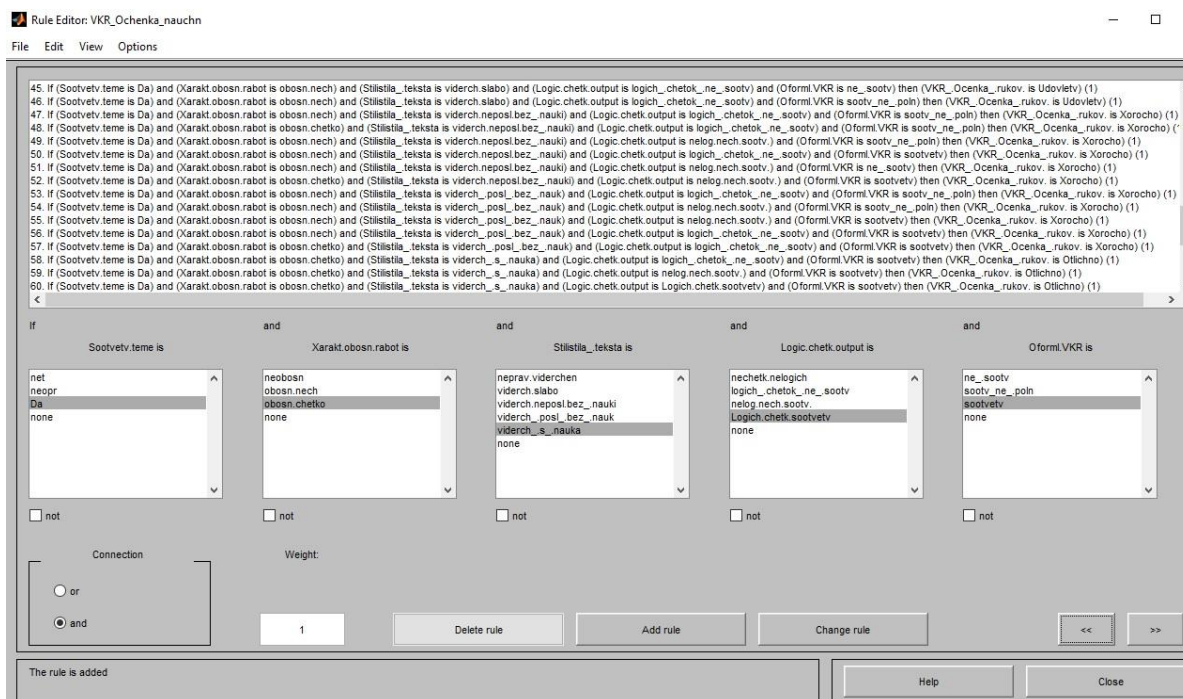 Rule Editor: VKR_Ochenka_nauchn
File Edit View Options
45. If (Sootvetv.teme is Da) and (Xarakt.obosn.rabot is obosn.nech) and (Stilistila_.teksta is viderch.slabo) and (Logic.chetk.output is logich_.chetok_.ne_.sootv) and (Oforml.VKR is ne_.sootv) then (VKR_.Ocenka_.rukov. is Udovletv) (1)
46. If (Sootvetv.teme is Da) and (Xarakt.obosn.rabot is obosn.nech) and (Stilistila_.teksta is viderch.slabo) and (Logic.chetk.output is logich_.chetok_.ne_.sootv) and (Oforml.VKR is sootv_ne_.poln) then (VKR_.Ocenka_.rukov. is Udovletv) (1)
47. If (Sootvetv.teme is Da) and (Xarakt.obosn.rabot is obosn.nech) and (Stilistila_.teksta is viderch.neposl.bez_.nauki) and (Logic.chetk.output is logich_.chetok_.ne_.sootv) and (Oforml.VKR is sootv_ne_.poln) then (VKR_.Ocenka_.rukov. is Xorocho) (1)
48. If (Sootvetv.teme is Da) and (Xarakt.obosn.rabot is obosn.chetko) and (Stilistila_.teksta is viderch.neposl.bez_.nauki) and (Logic.chetk.output is logich_.chetok_.ne_.sootv) and (Oforml.VKR is sootv_ne_.poln) then (VKR_.Ocenka_.rukov. is Xorocho) (1
49. If (Sootvetv.teme is Da) and (Xarakt.obosn.rabot is obosn.nech) and (Stilistila_.teksta is viderch.neposl.bez_.nauki) and (Logic.chetk.output is nelog.nech.sootv.) and (Oforml.VKR is sootv_ne_.poln) then (VKR_.Ocenka_.rukov. is Xorocho) (1)
50. If (Sootvetv.teme is Da) and (Xarakt.obosn.rabot is obosn.nech) and (Stilistila_.teksta is viderch.neposl.bez_.nauki) and (Logic.chetk.output is logich_.chetok_.ne_.sootv) and (Oforml.VKR is sootvetv) then (VKR_.Ocenka_.rukov. is Xorocho) (1)
51. If (Sootvetv.teme is Da) and (Xarakt.obosn.rabot is obosn.nech) and (Stilistila_.teksta is viderch.neposl.bez_.nauki) and (Logic.chetk.output is nelog.nech.sootv.) and (Oforml.VKR is ne_.sootv) then (VKR_.Ocenka_.rukov. is Xorocho) (1)
52. If (Sootvetv.teme is Da) and (Xarakt.obosn.rabot is obosn.chetko) and (Stilistila_.teksta is viderch.neposl.bez_.nauki) and (Logic.chetk.output is nelog.nech.sootv.) and (Oforml.VKR is sootvetv) then (VKR_.Ocenka_.rukov. is Xorocho) (1)
53. If (Sootvetv.teme is Da) and (Xarakt.obosn.rabot is obosn.nech) and (Stilistila_.teksta is viderch_.posl_.bez_.nauk) and (Logic.chetk.output is logich_.chetok_.ne_.sootv) and (Oforml.VKR is sootv_ne_.poln) then (VKR_.Ocenka_.rukov. is Xorocho) (1)
54. If (Sootvetv.teme is Da) and (Xarakt.obosn.rabot is obosn.nech) and (Stilistila_.teksta is viderch_.posl_.bez_.nauk) and (Logic.chetk.output is nelog.nech.sootv.) and (Oforml.VKR is sootv_ne_.poln) then (VKR_.Ocenka_.rukov. is Xorocho) (1)
55. If (Sootvetv.teme is Da) and (Xarakt.obosn.rabot is obosn.nech) and (Stilistila_.teksta is viderch_.posl_.bez_.nauk) and (Logic.chetk.output is nelog.nech.sootv.) and (Oforml.VKR is sootvetv) then (VKR_.Ocenka_.rukov. is Xorocho) (1)
56. If (Sootvetv.teme is Da) and (Xarakt.obosn.rabot is obosn.nech) and (Stilistila_.teksta is viderch_.posl_.bez_.nauk) and (Logic.chetk.output is logich_.chetok_.ne_.sootv) and (Oforml.VKR is sootvetv) then (VKR_.Ocenka_.rukov. is Xorocho) (1)
57. If (Sootvetv.teme is Da) and (Xarakt.obosn.rabot is obosn.chetko) and (Stilistila_.teksta is viderch_.posl_.bez_.nauk) and (Logic.chetk.output is logich_.chetok_.ne_.sootv) and (Oforml.VKR is sootvetv) then (VKR_.Ocenka_.rukov. is Xorocho) (1)
58. If (Sootvetv.teme is Da) and (Xarakt.obosn.rabot is obosn.chetko) and (Stilistila_.teksta is viderch_.s_.nauka) and (Logic.chetk.output is logich_.chetok_.ne_.sootv) and (Oforml.VKR is sootvetv) then (VKR_.Ocenka_.rukov. is Otlichno) (1)
59. If (Sootvetv.teme is Da) and (Xarakt.obosn.rabot is obosn.chetko) and (Stilistila_.teksta is viderch_.s_.nauka) and (Logic.chetk.output is nelog.nech.sootv.) and (Oforml.VKR is sootvetv) then (VKR_.Ocenka_.rukov. is Otlichno) (1)
60. If (Sootvetv.teme is Da) and (Xarakt.obosn.rabot is obosn.chetko) and (Stilistila_.teksta is viderch_.s_.nauka) and (Logic.chetk.output is Logich.chetk.sootvetv) and (Oforml.VKR is sootvetv) then (VKR_.Ocenka_.rukov. is Otlichno) (1)
If and and and and
Sootvetv.teme is Xarakt.obosn.rabot is Stilistila_.teksta is Logic.chetk.output is Oforml.VKR is
net neobosn neprav.viderchen nechetk.nelogich ne_.sootv
neopr obosn.nech viderch.slabo logich_.chetok_.ne_.sootv sootv_ne_.poln
Da obosn.chetko viderch.neposl.bez_.nauki nelog.nech.sootv. sootvetv
none none viderch_.posl_.bez_.nauk Logich.chetk.sootvetv none
viderch_.s_.nauka none
none
not not not not not
Connection Weight:
or
and 1 Delete rule Add rule Change rule << >>
The rule is added Help Close